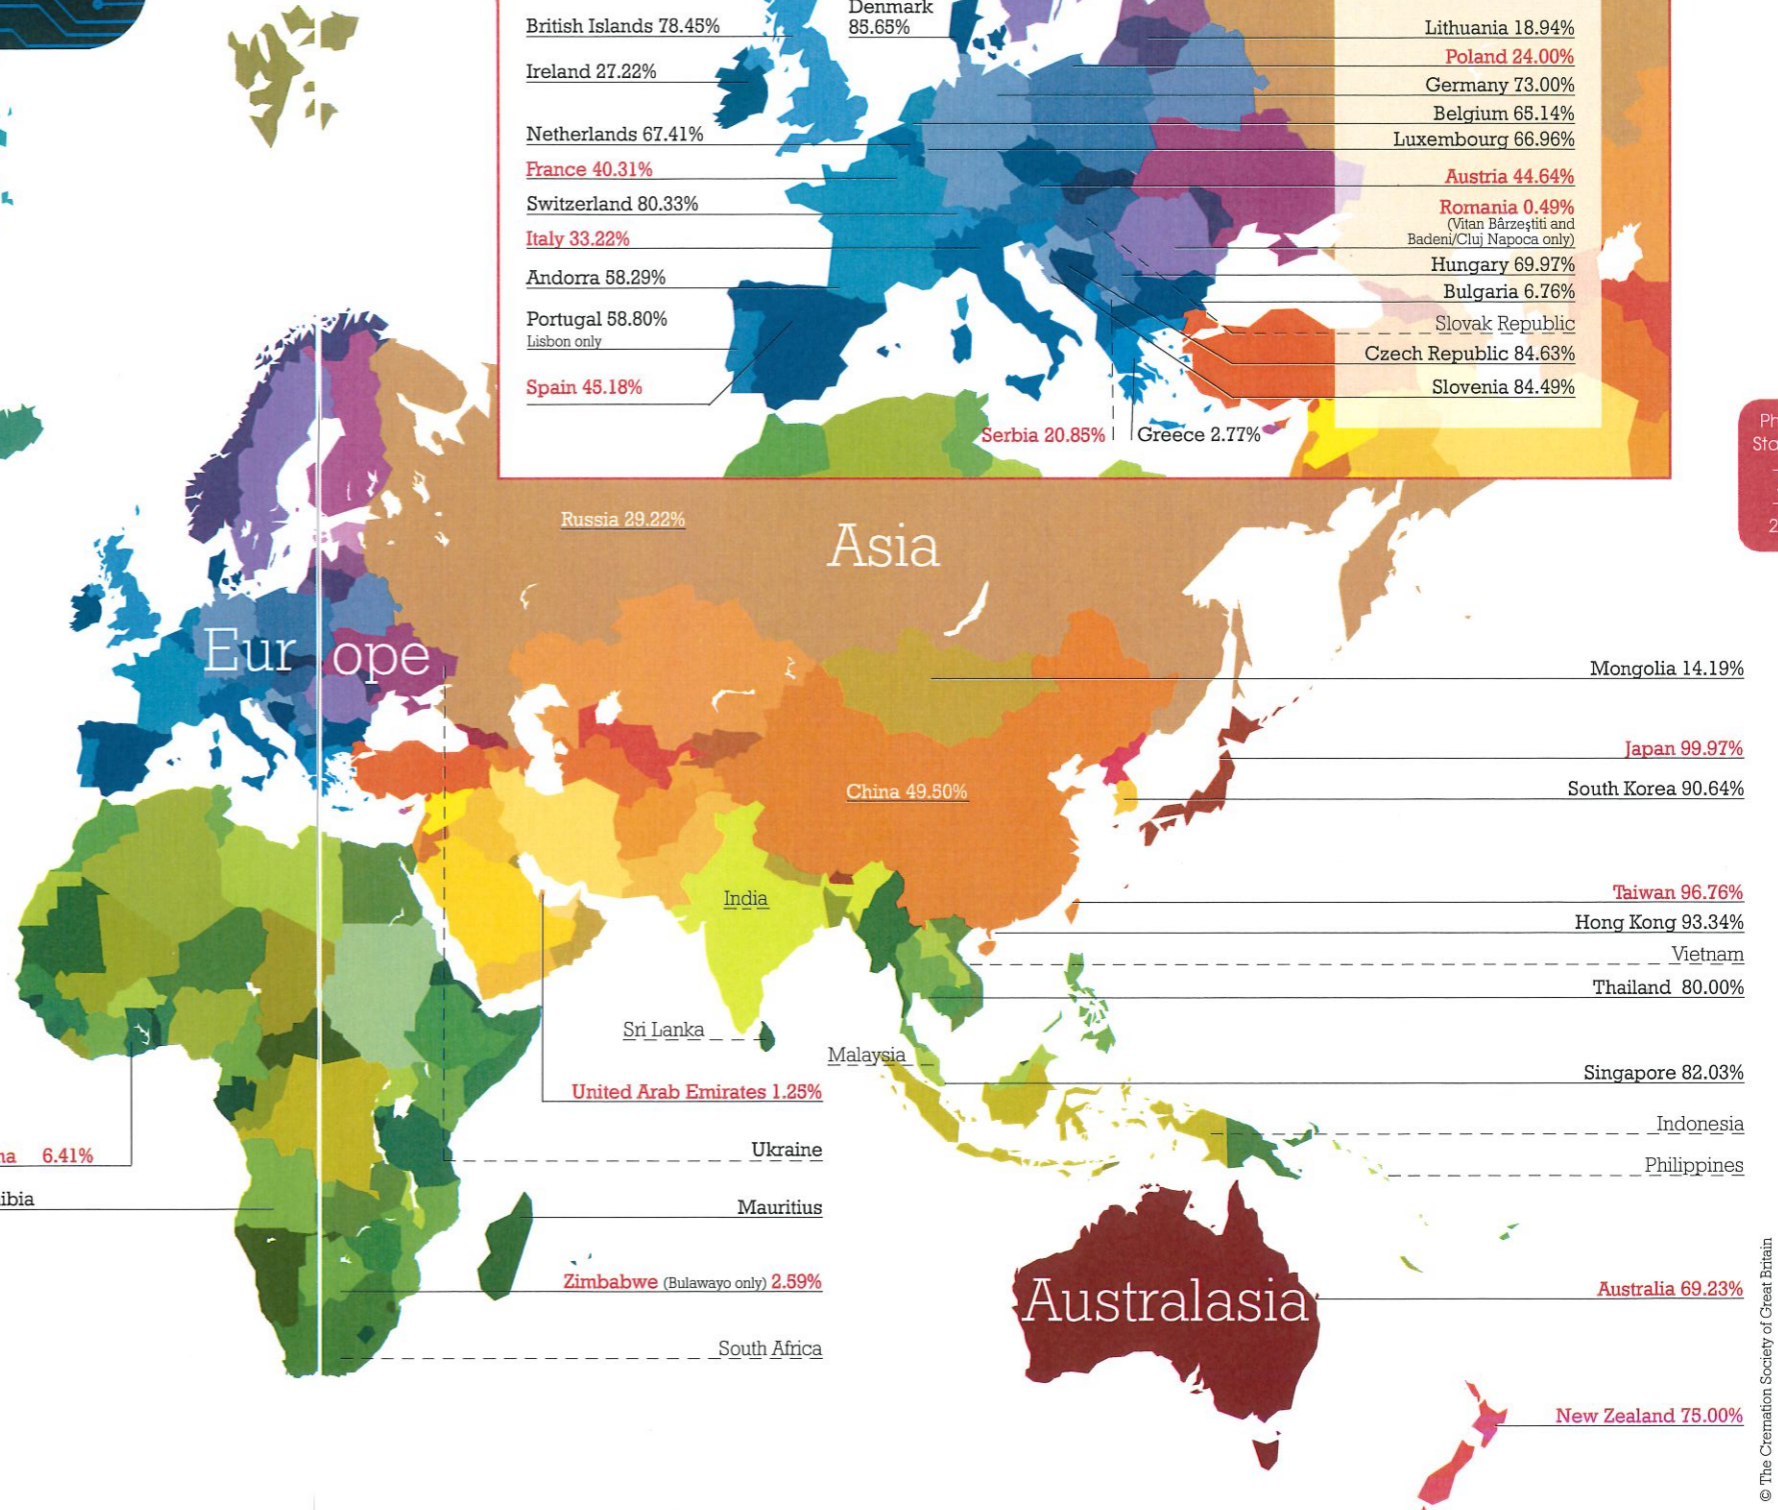 British Islands 78.45%
Denmark
85.65%
Ireland 27.22%
Netherlands 67.41%
France 40.31%
Switzerland 80.33%
Italy 33.22%
Andorra 58.29%
Portugal 58.80%
Lisbon only
Spain 45.18%
Lithuania 18.94%
Poland 24.00%
Germany 73.00%
Belgium 65.14%
Luxembourg 66.96%
Austria 44.64%
Romania 0.49%
(Vitan Bârzeştiti and
Badeni/Cluj Napoca only)
Hungary 69.97%
Bulgaria 6.76%
Slovak Republic
Czech Republic 84.63%
Slovenia 84.49%
Serbia 20.85%
Greece 2.77%
Ph
Sta
2
Russia 29.22%
Asia
Europe
Mongolia 14.19%
Japan 99.97%
China 49.50%
South Korea 90.64%
India
Taiwan 96.76%
Hong Kong 93.34%
Vietnam
Thailand 80.00%
Sri Lanka
Malaysia
Singapore 82.03%
United Arab Emirates 1.25%
Indonesia
na 6.41%
Ukraine
Philippines
ibia
Mauritius
Zimbabwe (Bulawayo only) 2.59%
Australasia
Australia 69.23%
South Africa
New Zealand 75.00%
© The Cremation Society of Great Britain